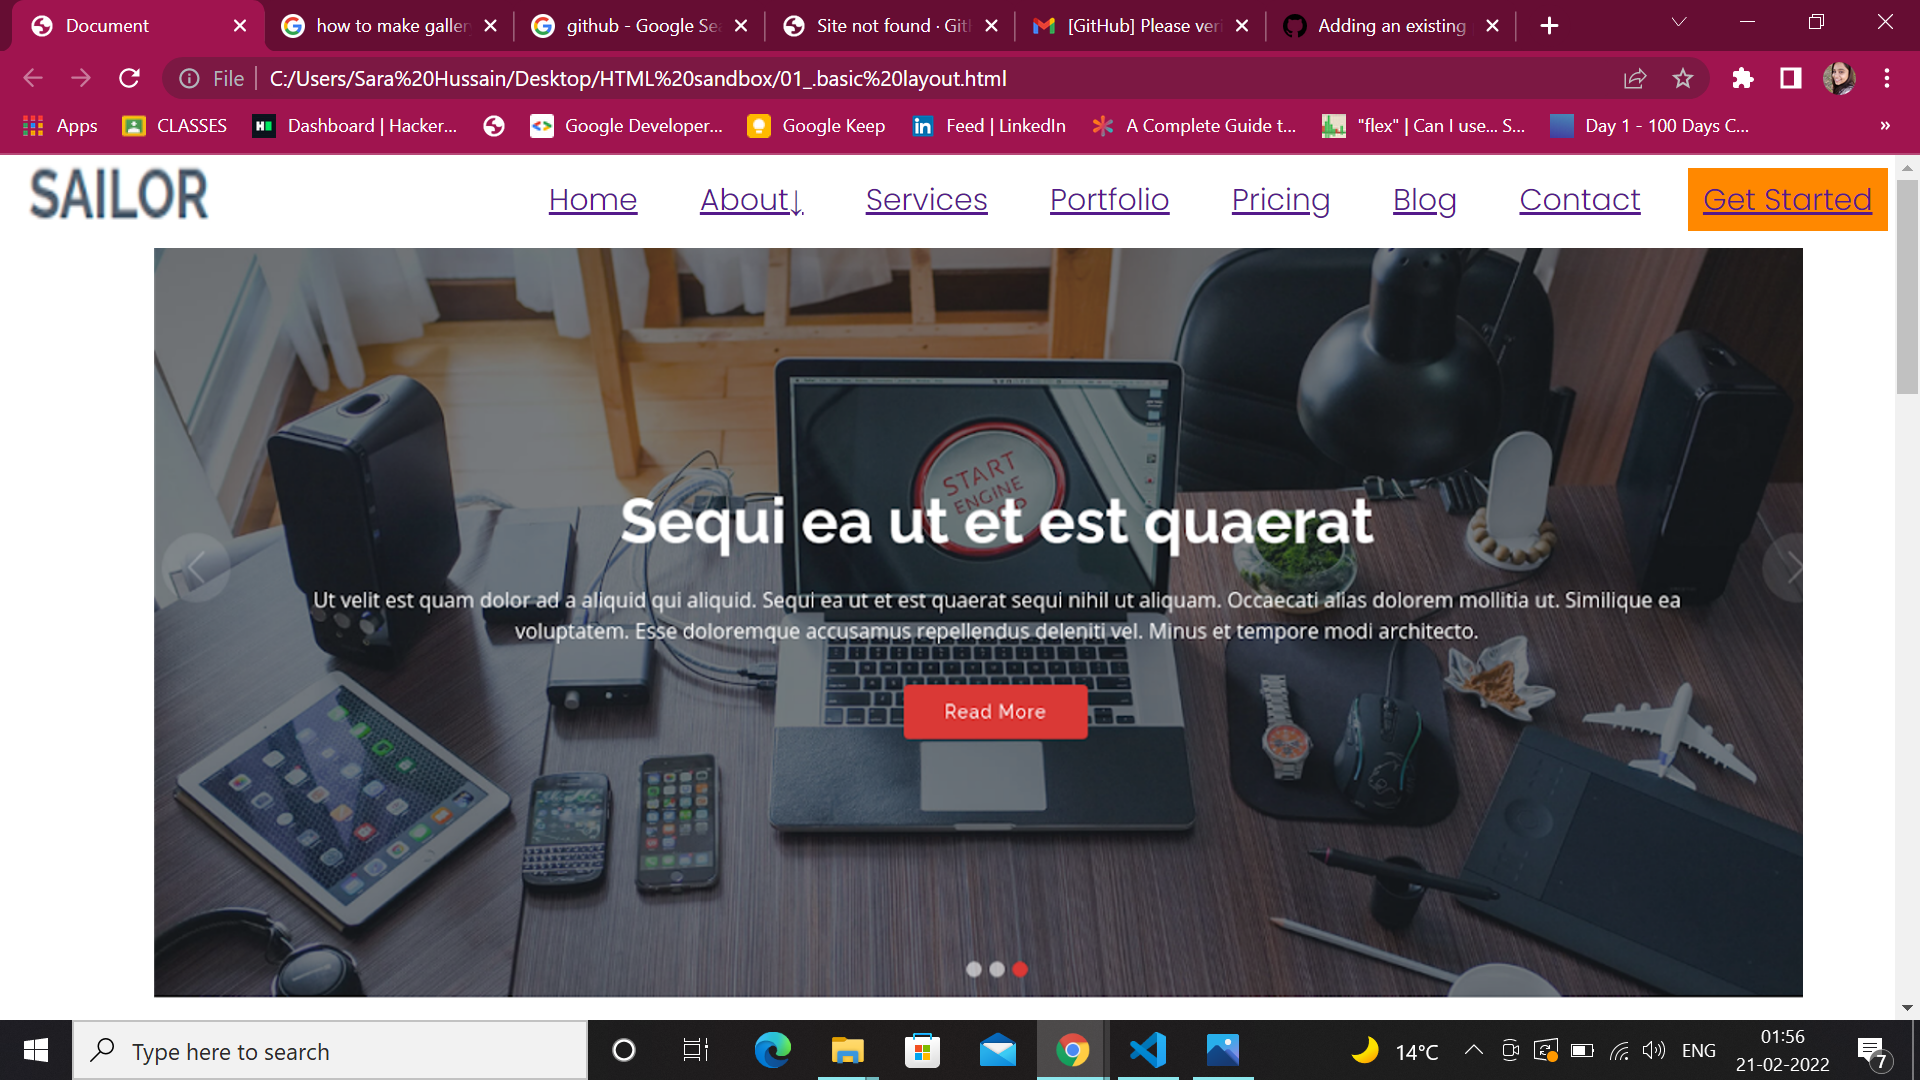 Document
how to make galler
github - Google Sea
Site not found · Git
[GitHub] Please veri
Adding an existing
File
C:/Users/Sara%20Hussain/Desktop/HTML%20sandbox/01_.basic%20layout.html
Apps
CLASSES
Dashboard | Hacker...
Google Developer...
Google Keep
Feed | LinkedIn
A Complete Guide t...
"flex" | Can I use... S...
Day 1 - 100 Days C...
»
SAILOR
Home
About↓
Services
Portfolio
Pricing
Blog
Contact
Get Started
START
ENGINE
Sequi ea ut et est quaerat
Ut velit est quam dolor ad a aliquid qui aliquid. Sequi ea ut et est quaerat sequi nihil ut aliquam. Occaecati alias dolorem mollitia ut. Similique ea
voluptatem. Esse doloremque accusamus repellendus deleniti vel. Minus et tempore modi architecto.
Read More
Type here to search
14°C
ENG
01:56
21-02-2022
7